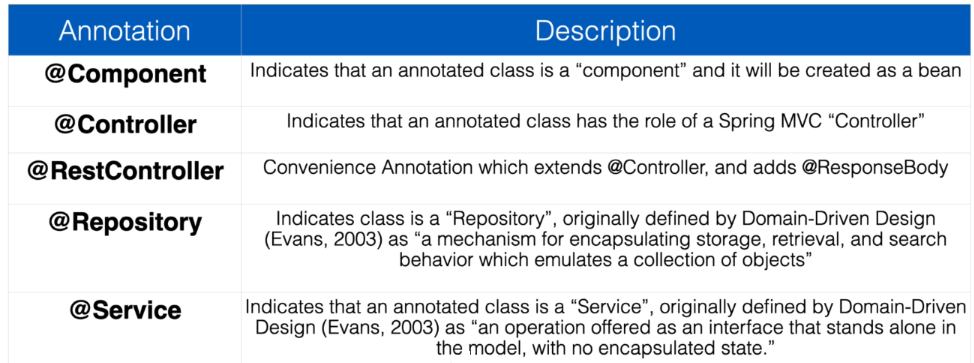 Annotation Description
@Component Indicates that an annotated class is a “component” and it will be created as a bean
@Controller Indicates that an annotated class has the role of a Spring MVC “Controller”
@RestController Convenience Annotation which extends @Controller, and adds @ResponseBody
@Repository Indicates class is a “Repository”, originally defined by Domain-Driven Design
(Evans, 2003) as “a mechanism for encapsulating storage, retrieval, and search
behavior which emulates a collection of objects”
@Service Indicates that an annotated class is a “Service”, originally defined by Domain-Driven
Design (Evans, 2003) as “an operation offered as an interface that stands alone in
the model, with no encapsulated state.”